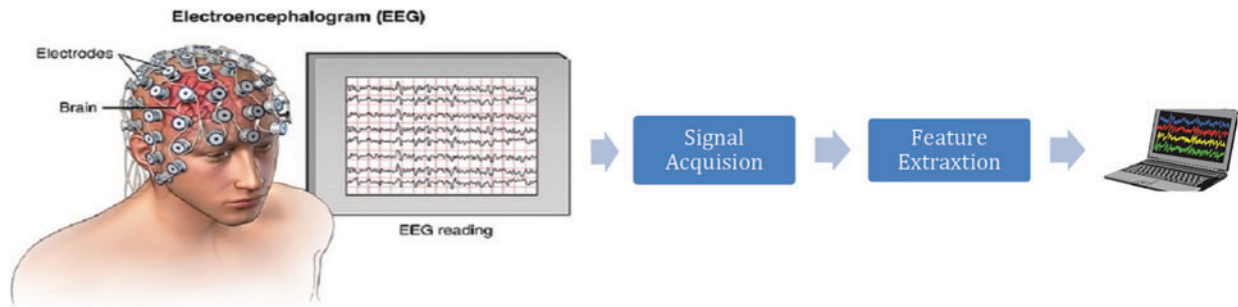 Electroencephalogram (EEG)
Electrodes
Brain
EEG reading
Signal
Acquision
Feature
Extraxtion